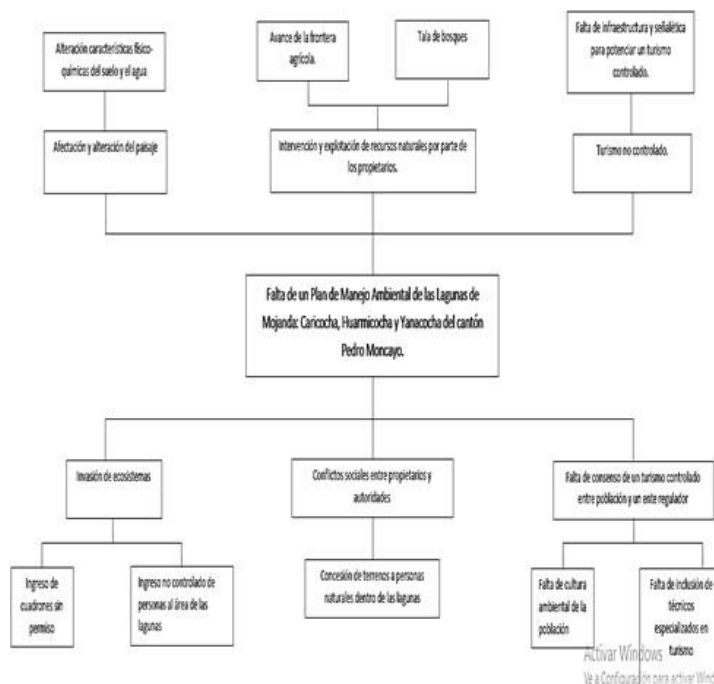 Alteración características físico-
químicas del suelo y el agua
Avance de la frontera
agrícola.
Tala de bosques
Falta de infraestructura y señalética
para potenciar un turismo
controlado.
Afectación y alteración del paisaje
Intervención y explotación de recursos naturales por parte de
los propietarios.
Turismo no controlado.
Falta de un Plan de Manejo Ambiental de las Lagunas de
Mojanda: Caricocha, Huarmicocha y Yanacocha del cantón
Pedro Moncayo.
Invasión de ecosistemas
Conflictos sociales entre propietarios y
autoridades
Falta de consenso de un turismo controlado
entre población y un ente regulador
Ingreso de
cuadrones sin
permiso
Ingreso no controlado de
personas al área de las
lagunas
Concesión de terrenos a personas
naturales dentro de las lagunas
Falta de cultura
ambiental de la
población
Falta de inclusión de
técnicos
especializados en
turismo
Activar Windows
Ve a Configuración para activar Wind